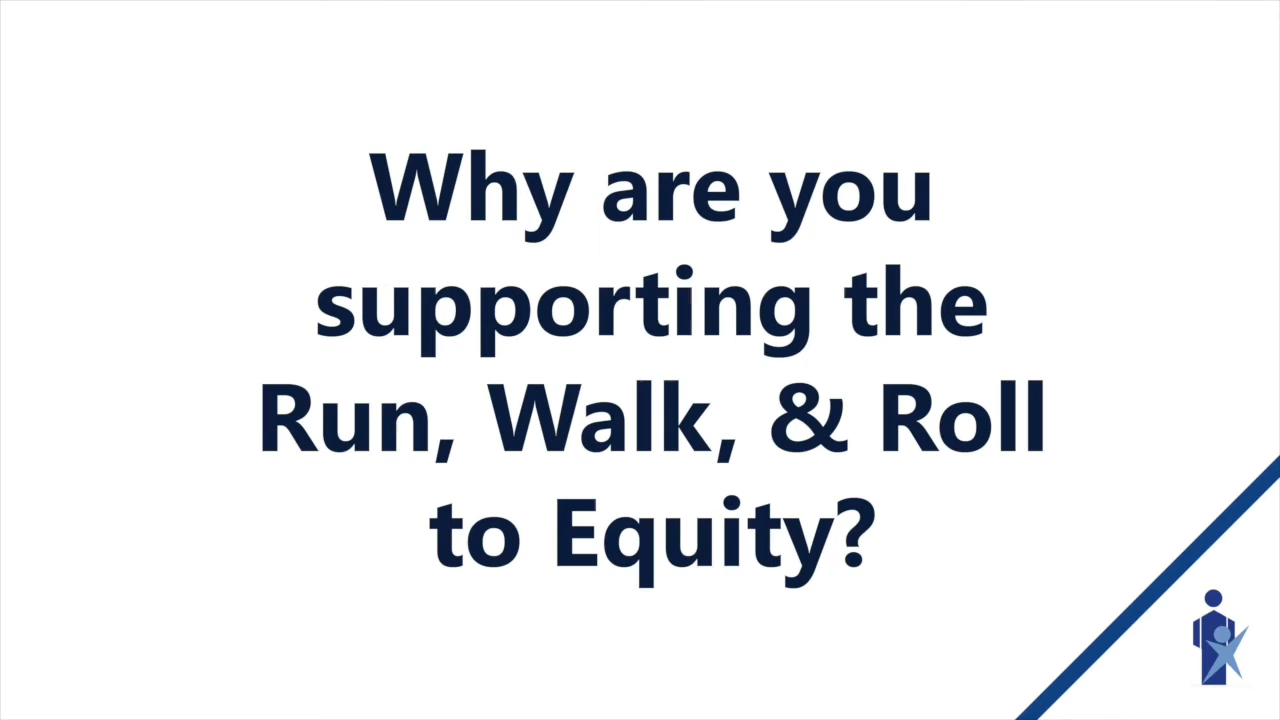 Why are you
supporting the
Run, Walk, & Roll
to Equity?